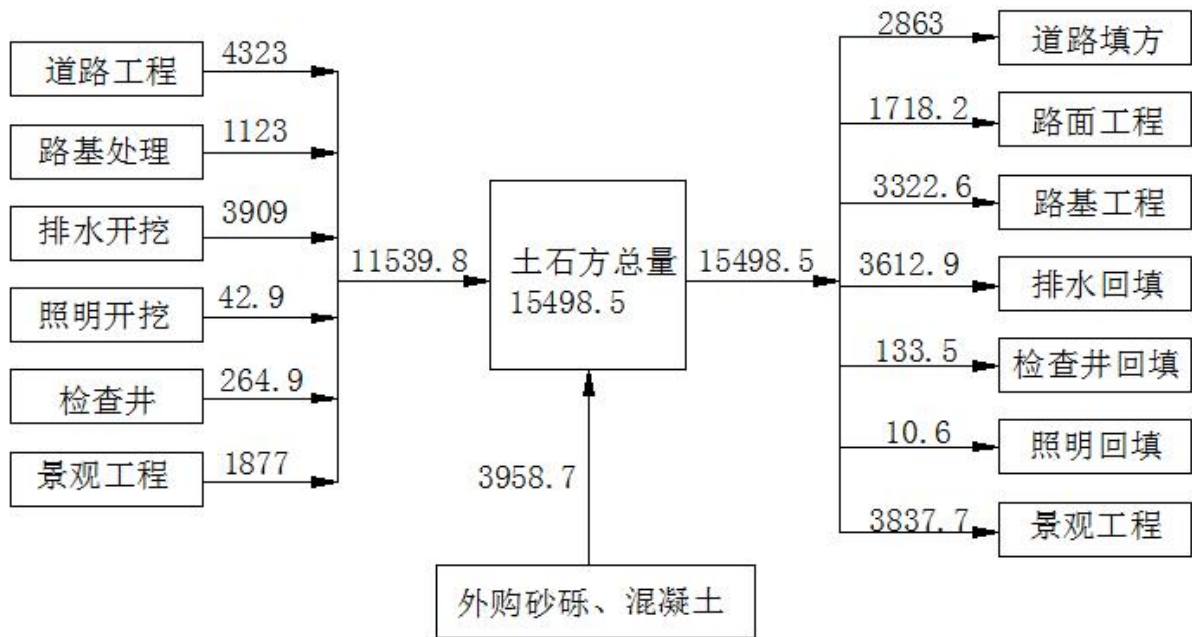 道路工程
4323
路基处理
1123
排水开挖
3909
照明开挖
42.9
检查井
264.9
景观工程
1877
11539.8
土石方总量
15498.5
3958.7
外购砂砾、混凝土
15498.5
2863
道路填方
1718.2
路面工程
3322.6
路基工程
3612.9
排水回填
133.5
检查井回填
10.6
照明回填
3837.7
景观工程